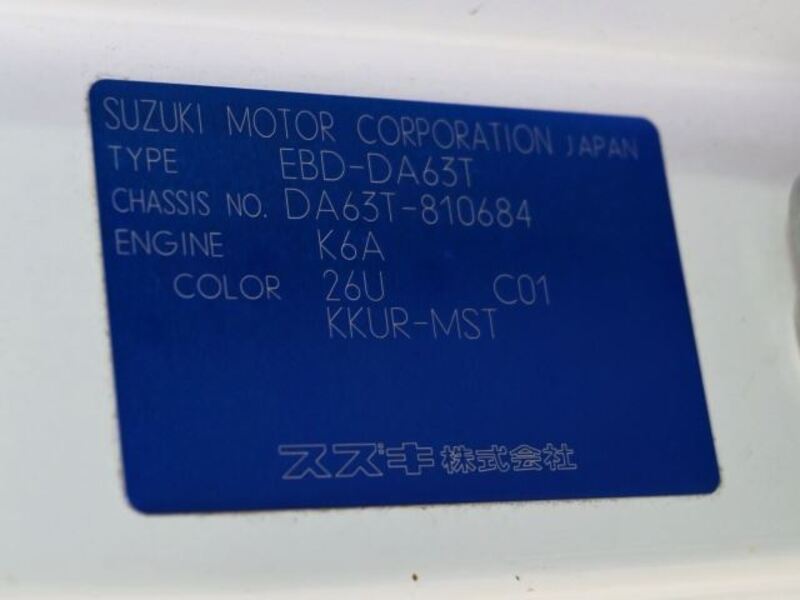 SUZUKI MOTOR CORPORATION JAPAN
TYPE EBD-DA63T
CHASSIS NO. DA63T-810684
ENGINE K6A
COLOR 26U C01
KKUR-MST
スズキ株式会社